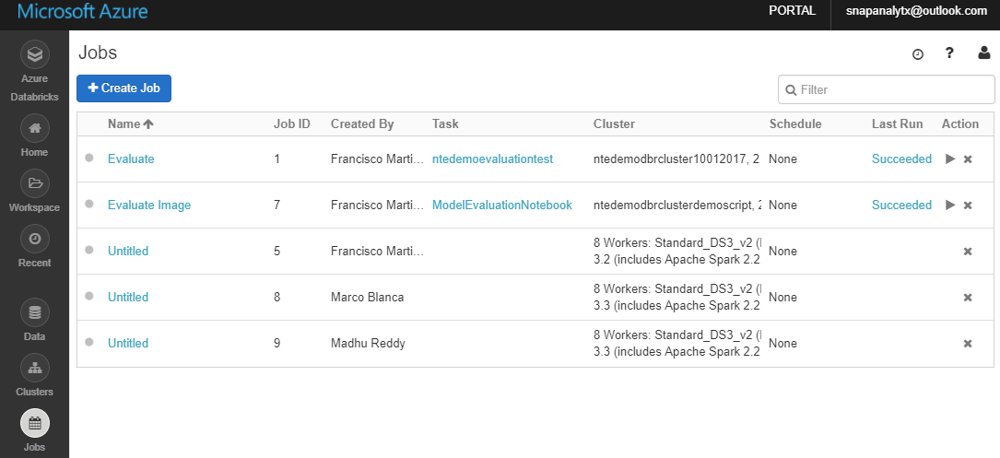 Microsoft Azure
PORTAL
snapanalytx@outlook.com
Azure
Databricks
Home
Workspace
Recent
Data
Clusters
Jobs
Jobs
?
+ Create Job
Filter
Name Job ID Created By Task Cluster Schedule Last Run Action
Evaluate 1 Francisco Marti... ntedemoevaluationtest ntedemodbrcluster10012017, 2 None Succeeded
Evaluate Image 7 Francisco Marti... ModelEvaluationNotebook ntedemodbrclusterdemoscript, 2 None Succeeded
Untitled 5 Francisco Marti... 8 Workers: Standard_DS3_v2 ( None
3.2 (includes Apache Spark 2.2
Untitled 8 Marco Blanca 8 Workers: Standard_DS3_v2 ( None
3.3 (includes Apache Spark 2.2
Untitled 9 Madhu Reddy 8 Workers: Standard_DS3_v2 ( None
3.3 (includes Apache Spark 2.2